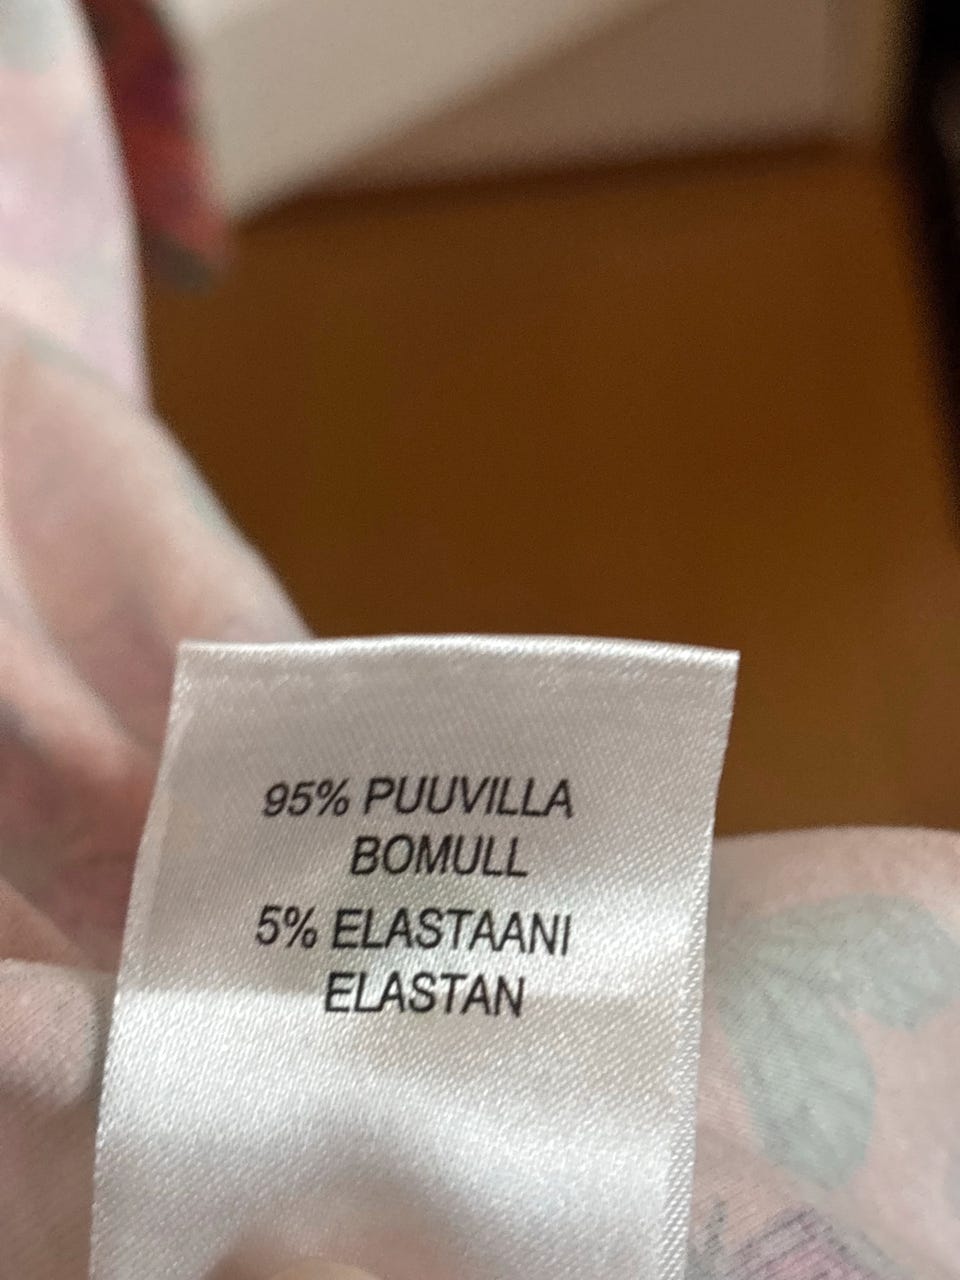 95% PUUVILLA
BOMULL
5% ELASTAANI
ELASTAN